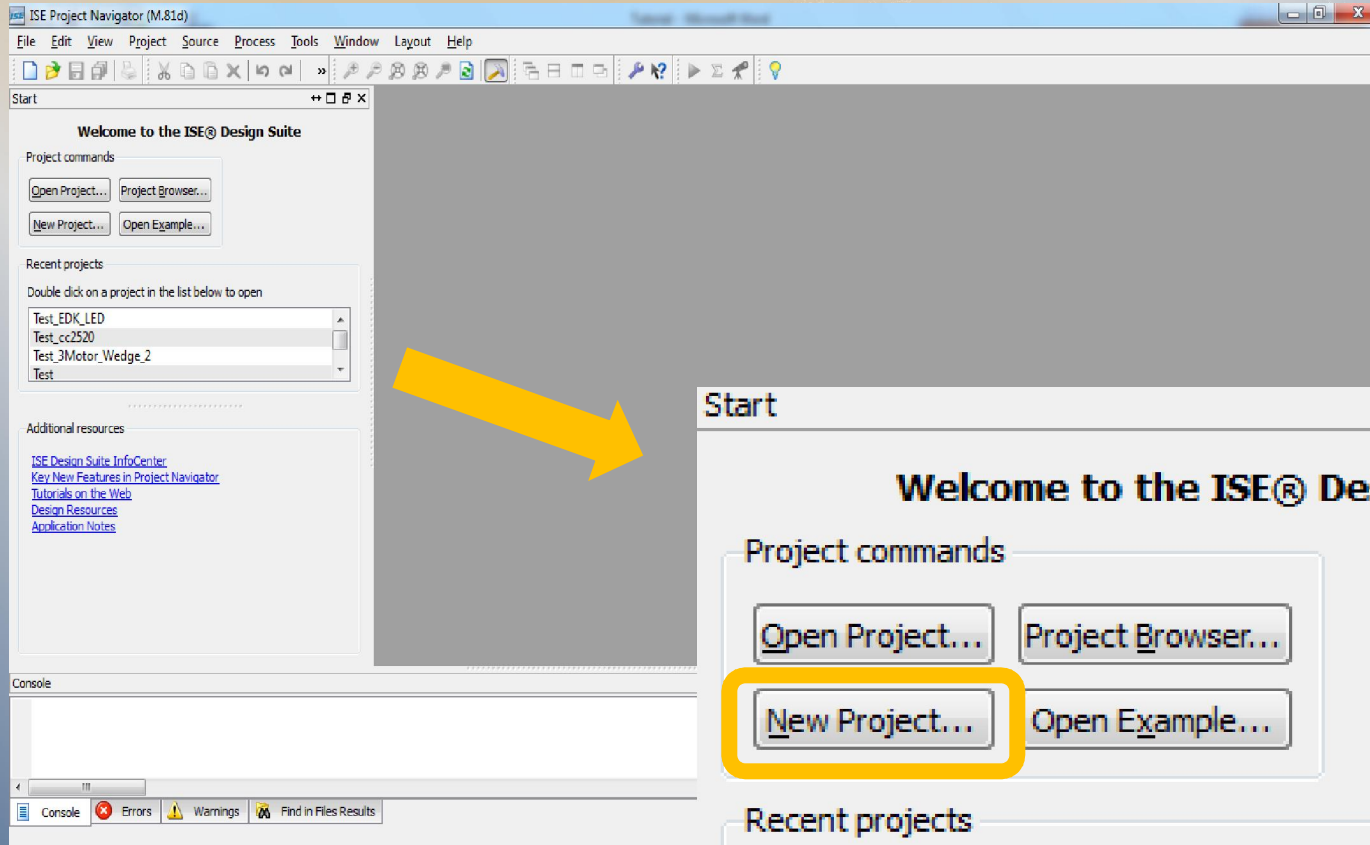 ISE Project Navigator (M.81d)
Tutorial - Microsoft Word
File Edit View Project Source Process Tools Window Layout Help
Start
Welcome to the ISE® Design Suite
Project commands
Open Project... Project Browser...
New Project... Open Example...
Recent projects
Double click on a project in the list below to open
Test_EDK_LED
Test_cc2520
Test_3Motor_Wedge_2
Test
Additional resources
ISE Design Suite InfoCenter
Key New Features in Project Navigator
Tutorials on the Web
Design Resources
Application Notes
Start
Welcome to the ISE® De
Project commands
Open Project... Project Browser...
New Project... Open Example...
Recent projects
Console
Console Errors Warnings Find in Files Results